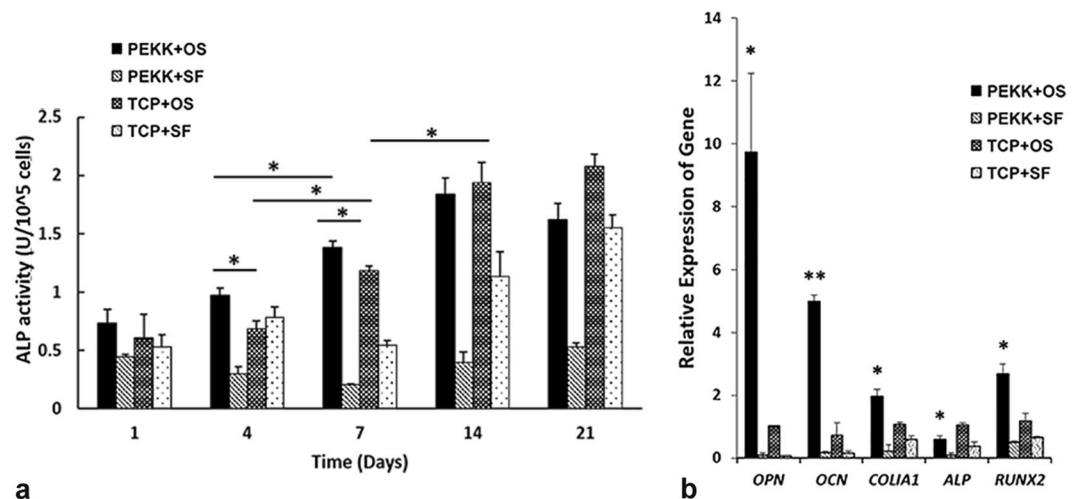 PEKK+OS
PEKK+SF
TCP+OS
TCP+SF
ALP activity (U/10^5 cells)
2.5
2
1.5
1
0.5
0
*
*
*
*
*
1
4
7
14
21
Time (Days)
a
Relative Expression of Gene
14
12
10
8
6
4
2
0
*
**
*
*
*
PEKK+OS
PEKK+SF
TCP+OS
TCP+SF
OPN
OCN
COLIA1
ALP
RUNX2
b